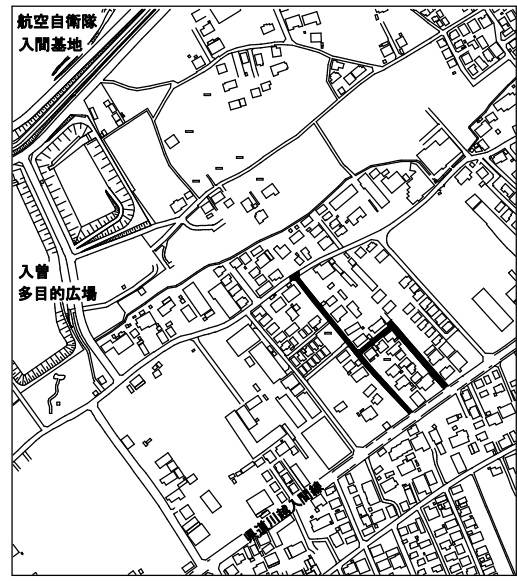 航空自衛隊
入間基地
入曽
多目的広場
県道川越入間線